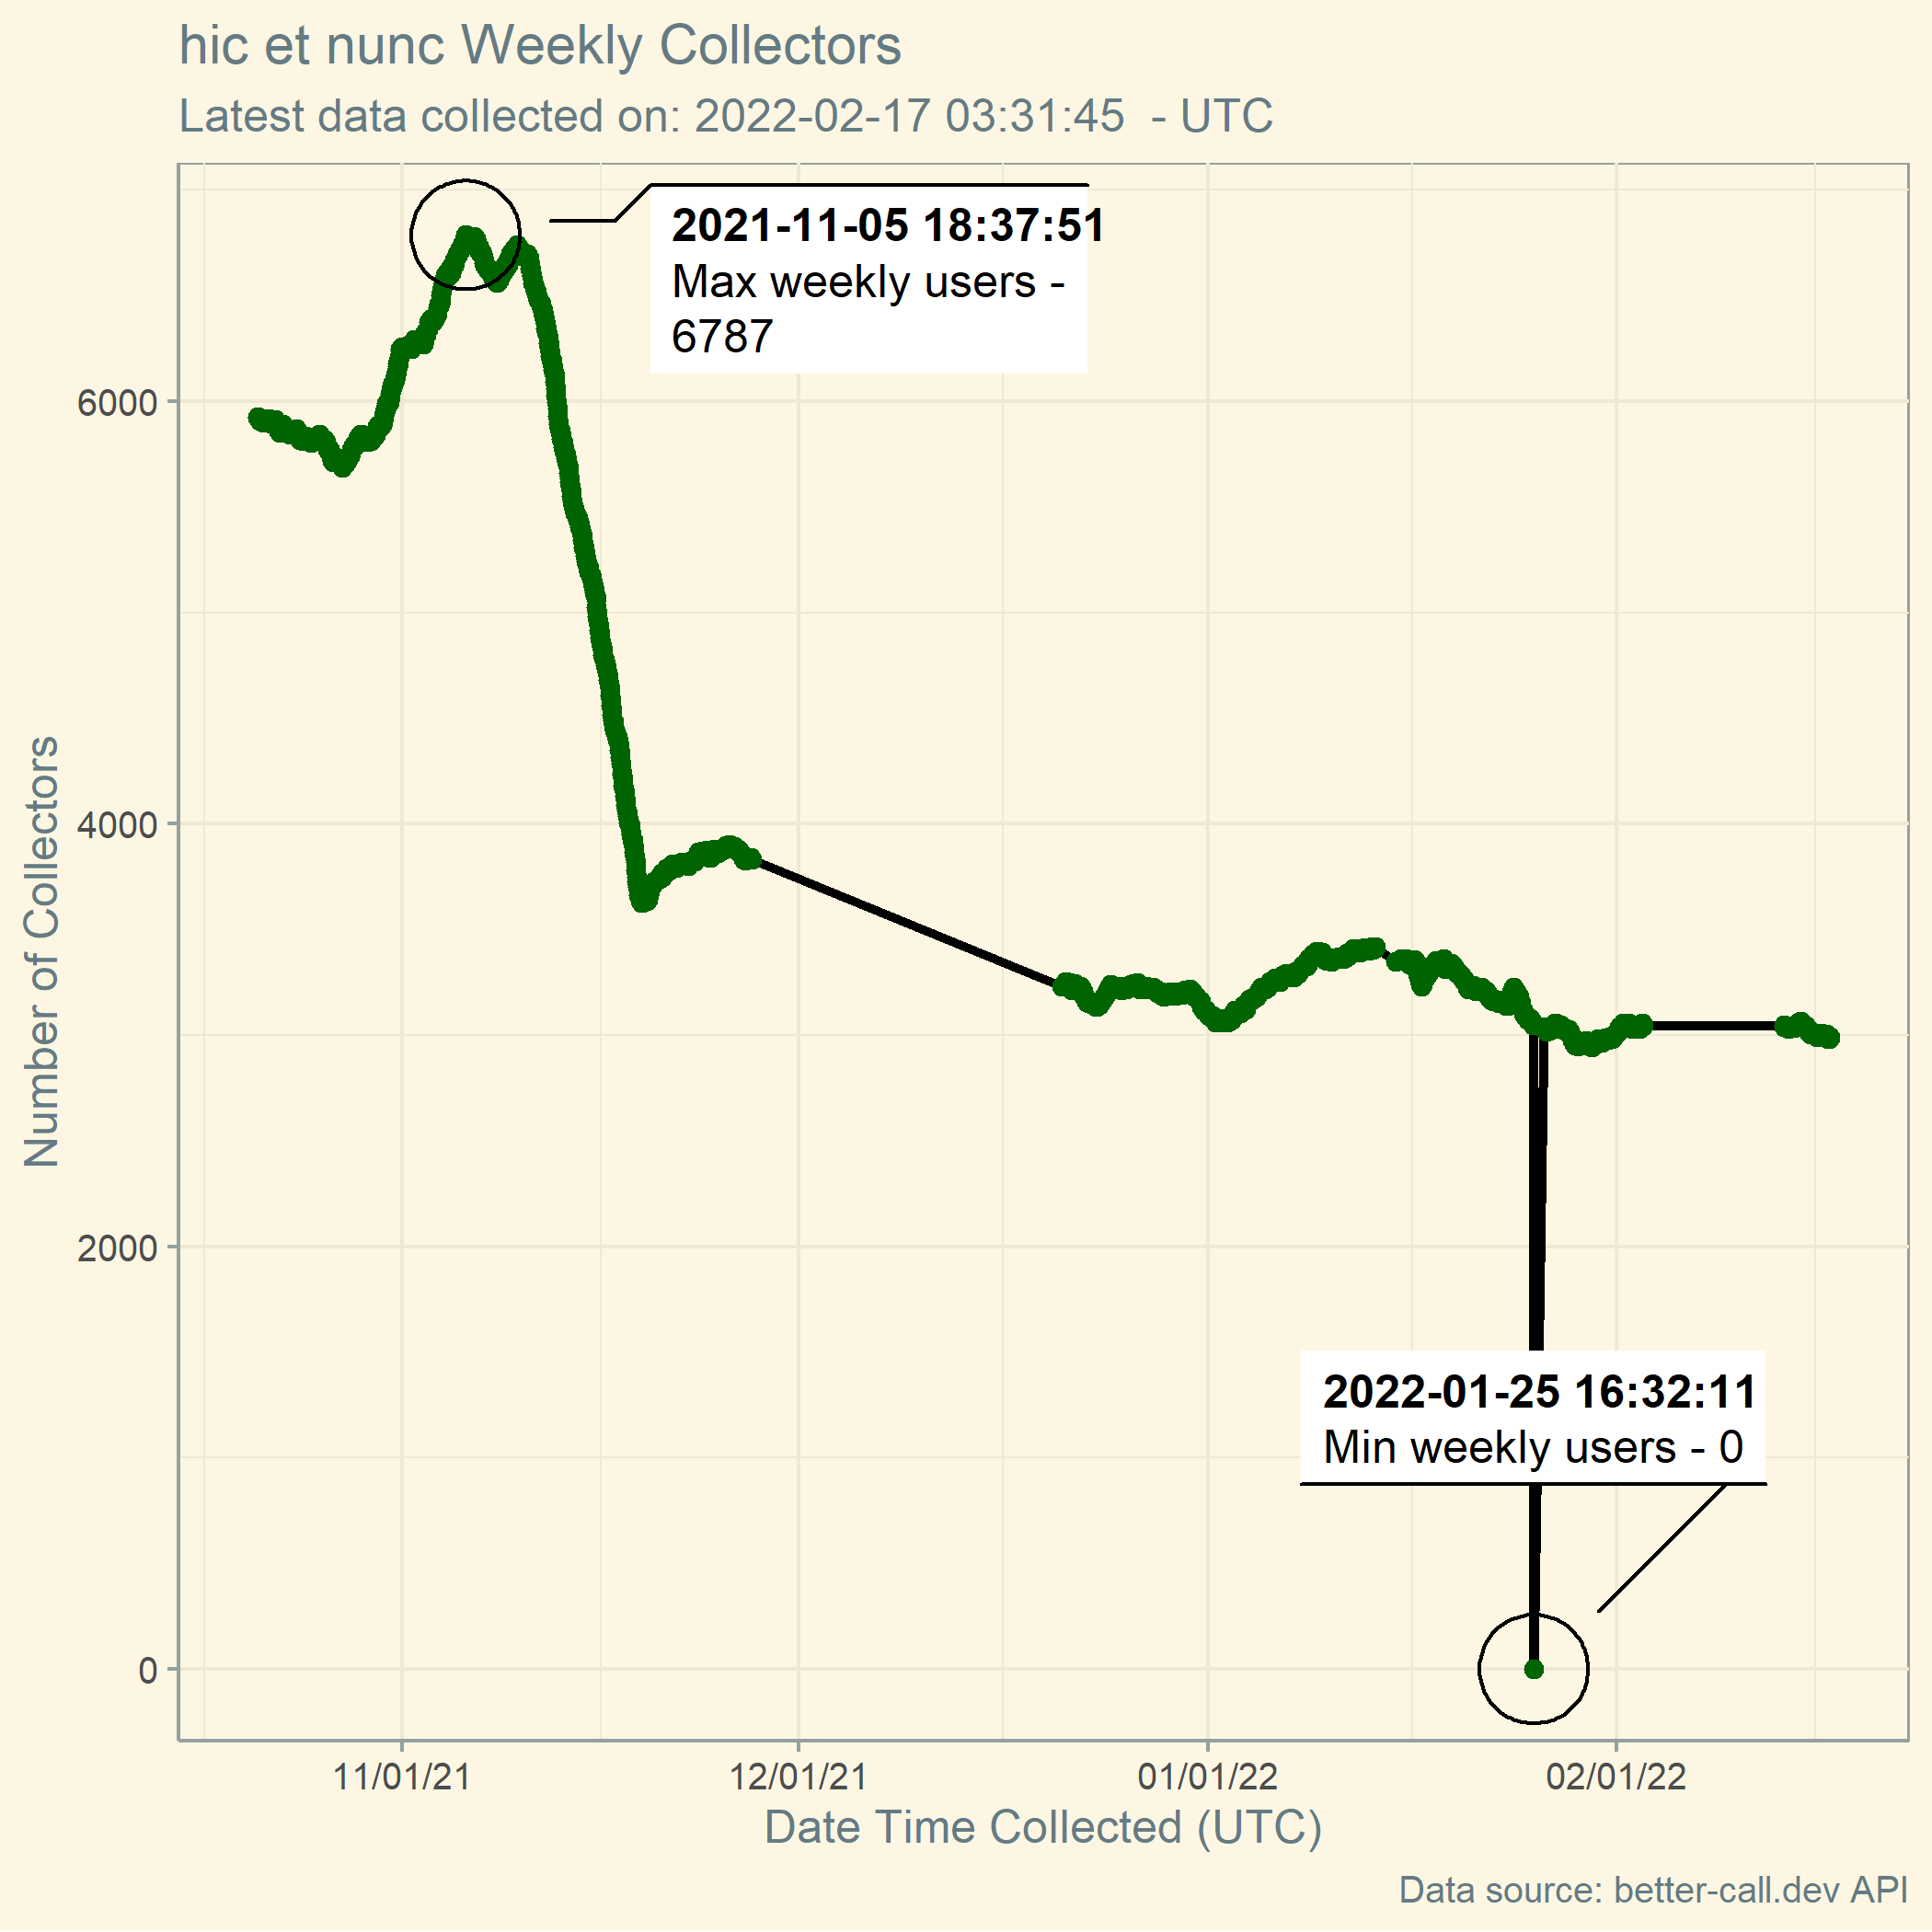 hic et nunc Weekly Collectors
Latest data collected on: 2022-02-17 03:31:45  - UTC
2021-11-05 18:37:51
Max weekly users -
6787
6000
4000
2000
0
Number of Collectors
2022-01-25 16:32:11
Min weekly users - 0
11/01/21
12/01/21
01/01/22
02/01/22
Date Time Collected (UTC)
Data source: better-call.dev API